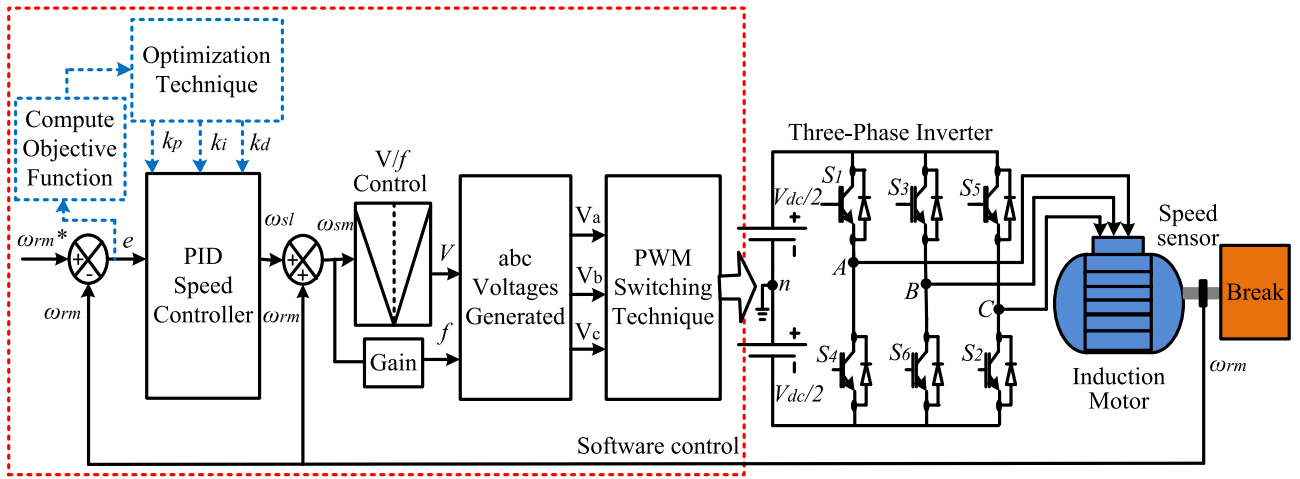 Optimization
Technique
Compute
Objective
Function
kp
ki
kd
ωrm*
e
ωrm
PID
Speed
Controller
ωsl
ωrm
ωsm
V/f
Control
V
f
Gain
abc
Voltages
Generated
Va
Vb
Vc
PWM
Switching
Technique
Software control
Three-Phase Inverter
Vdc/2
Vdc/2
n
S1
S3
S5
A
B
C
S4
S6
S2
Speed
sensor
Break
ωrm
Induction
Motor